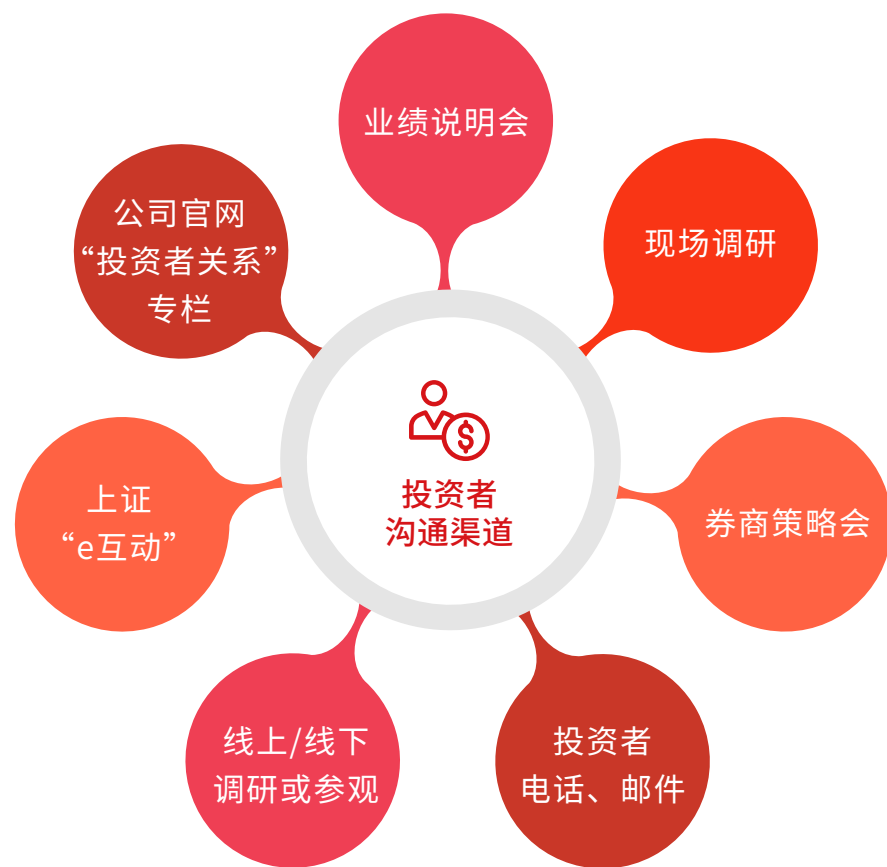 业绩说明会
现场调研
券商策略会
投资者
电话、邮件
线上/线下
调研或参观
上证
“e互动”
公司官网
“投资者关系”
专栏
投资者
沟通渠道